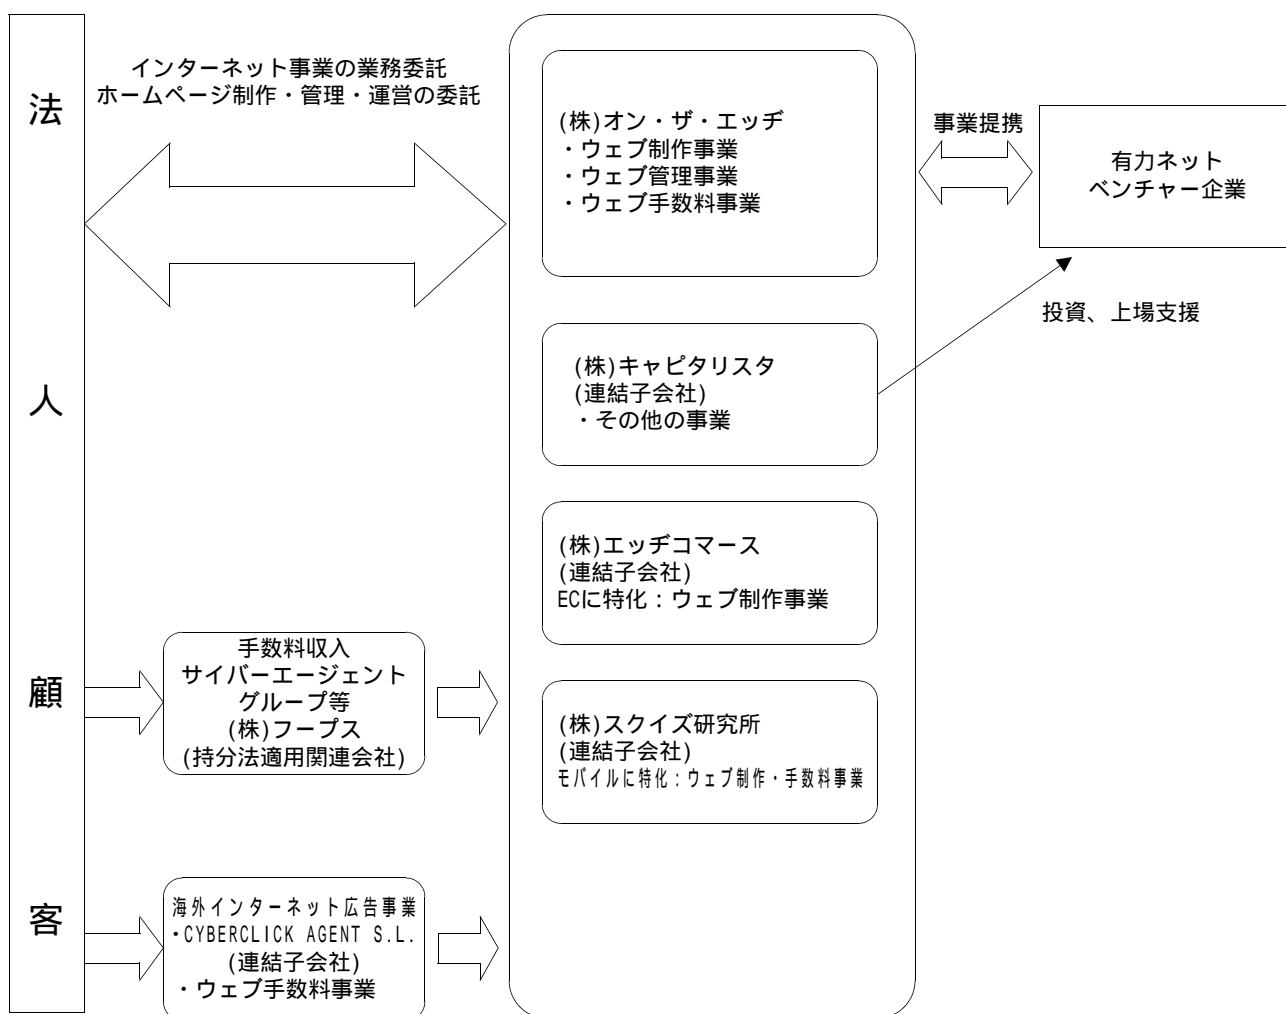 法
人
顧
客
インターネット事業の業務委託
ホームページ制作・管理・運営の委託
(株)オン・ザ・エッヂ
・ウェブ制作事業
・ウェブ管理事業
・ウェブ手数料事業
事業提携
有力ネット
ベンチャー企業
投資、上場支援
(株)キャピタリスタ
(連結子会社)
・その他の事業
(株)エッヂコマース
(連結子会社)
ECに特化：ウェブ制作事業
手数料収入
サイバーエージェント
グループ等
(株)フープス
(持分法適用関連会社)
(株)スクイズ研究所
(連結子会社)
モバイルに特化：ウェブ制作・手数料事業
海外インターネット広告事業
・CYBERCLICK AGENT S.L.
(連結子会社)
・ウェブ手数料事業